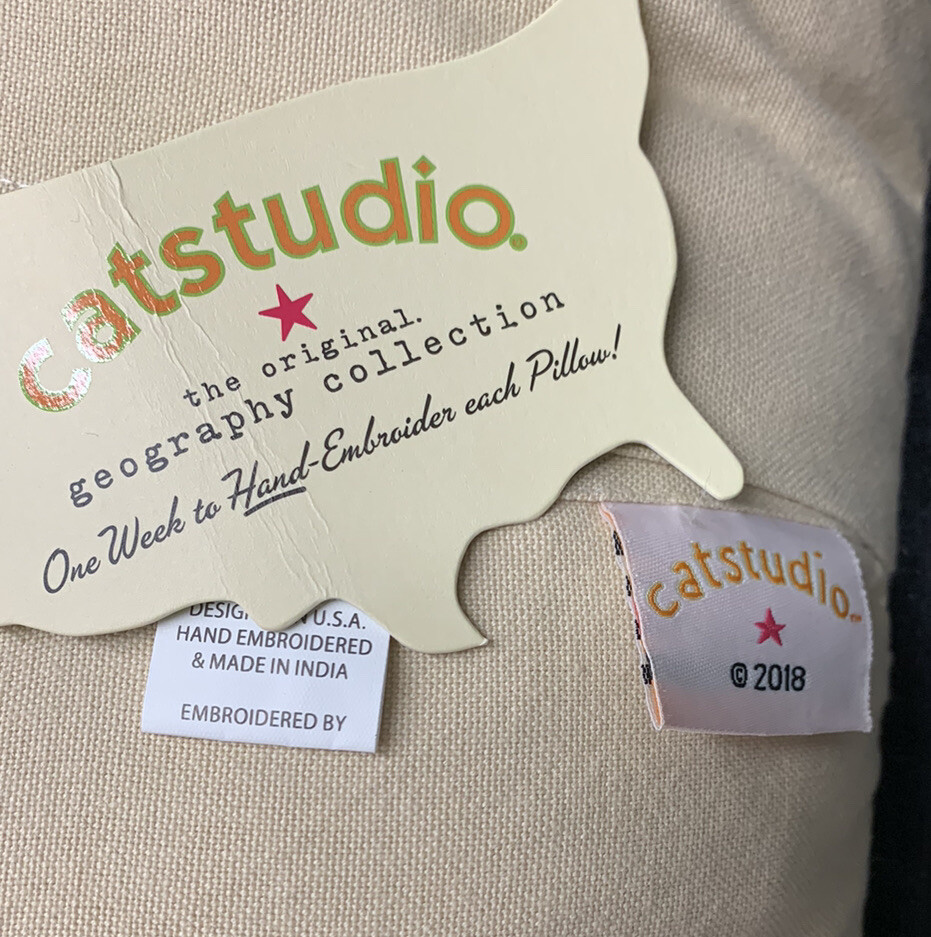 catstudio®
the original.
geography collection
One Week to Hand-Embroider each Pillow!
U.S.A.
HAND EMBROIDERED
& MADE IN INDIA
EMBROIDERED BY
catstudio™
© 2018